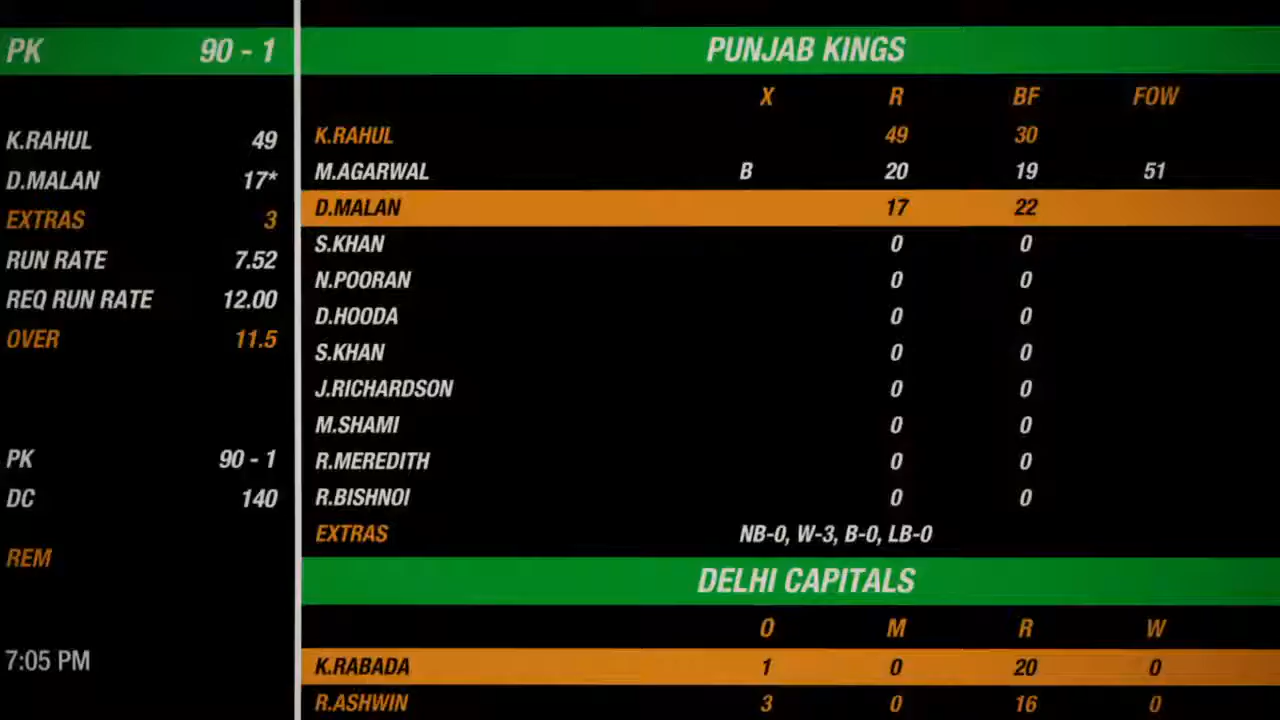 PK 90 - 1
K.RAHUL 49
D.MALAN 17*
EXTRAS 3
RUN RATE 7.52
REQ RUN RATE 12.00
OVER 11.5
PK 90 - 1
DC 140
REM
7:05 PM
PUNJAB KINGS
X R BF FOW
K.RAHUL 49 30
M.AGARWAL B 20 19 51
D.MALAN 17 22
S.KHAN 0 0
N.POORAN 0 0
D.HOODA 0 0
S.KHAN 0 0
J.RICHARDSON 0 0
M.SHAMI 0 0
R.MEREDITH 0 0
R.BISHNOI 0 0
EXTRAS NB-0, W-3, B-0, LB-0
DELHI CAPITALS
O M R W
K.RABADA 1 0 20 0
R.ASHWIN 3 0 16 0